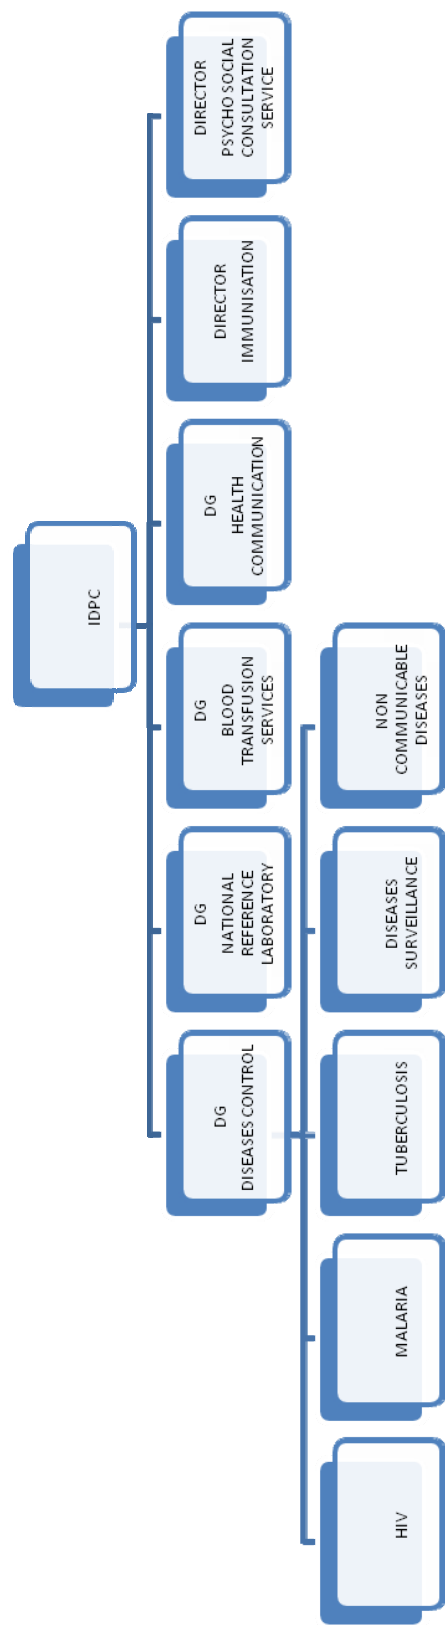 IDPC
DG
DISEASES CONTROL
DG
NATIONAL
REFERENCE
LABORATORY
DG
BLOOD
TRANSFUSION
SERVICES
DG
HEALTH
COMMUNICATION
DIRECTOR
IMMUNISATION
DIRECTOR
PSYCHO SOCIAL
CONSULTATION
SERVICE
HIV
MALARIA
TUBERCULOSIS
DISEASES
SURVEILLANCE
NON
COMMUNICABLE
DISEASES